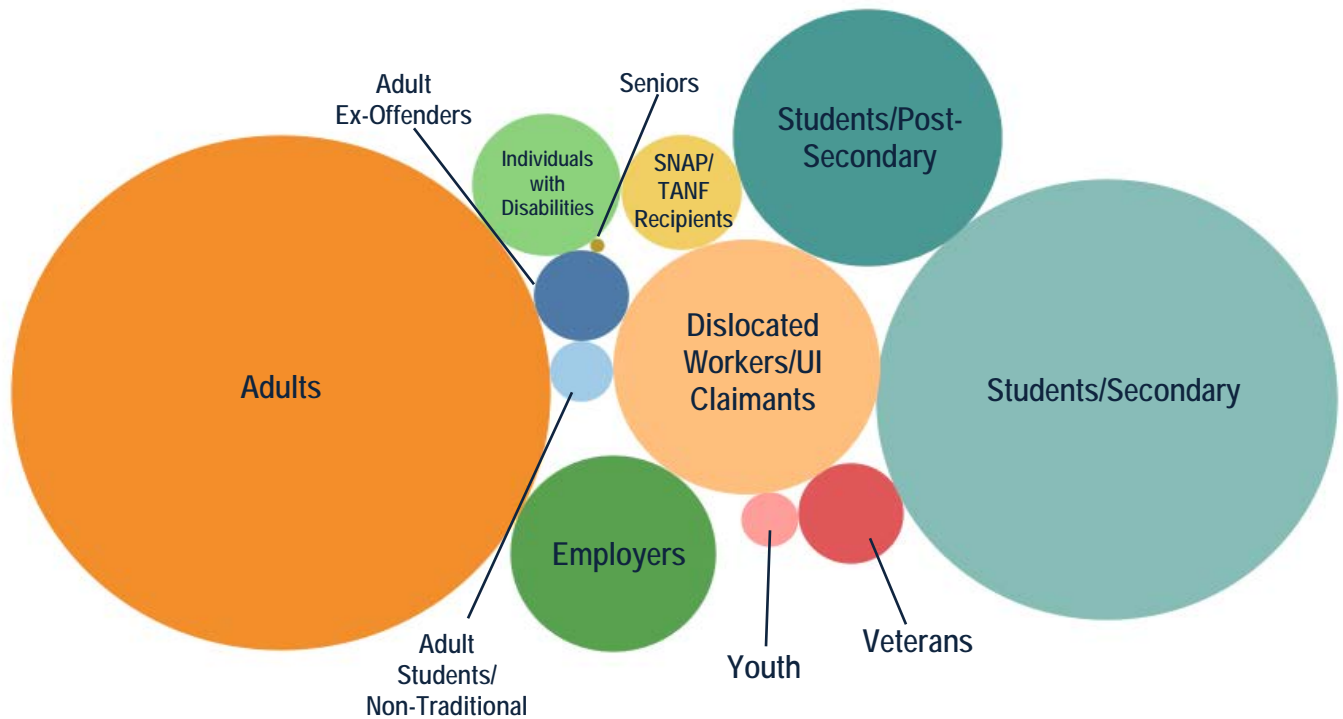 Adult
Ex-Offenders
Seniors
Individuals
with
Disabilities
SNAP/
TANF
Recipients
Students/Post-
Secondary
Adults
Dislocated
Workers/UI
Claimants
Students/Secondary
Employers
Adult
Students/
Non-Traditional
Youth
Veterans